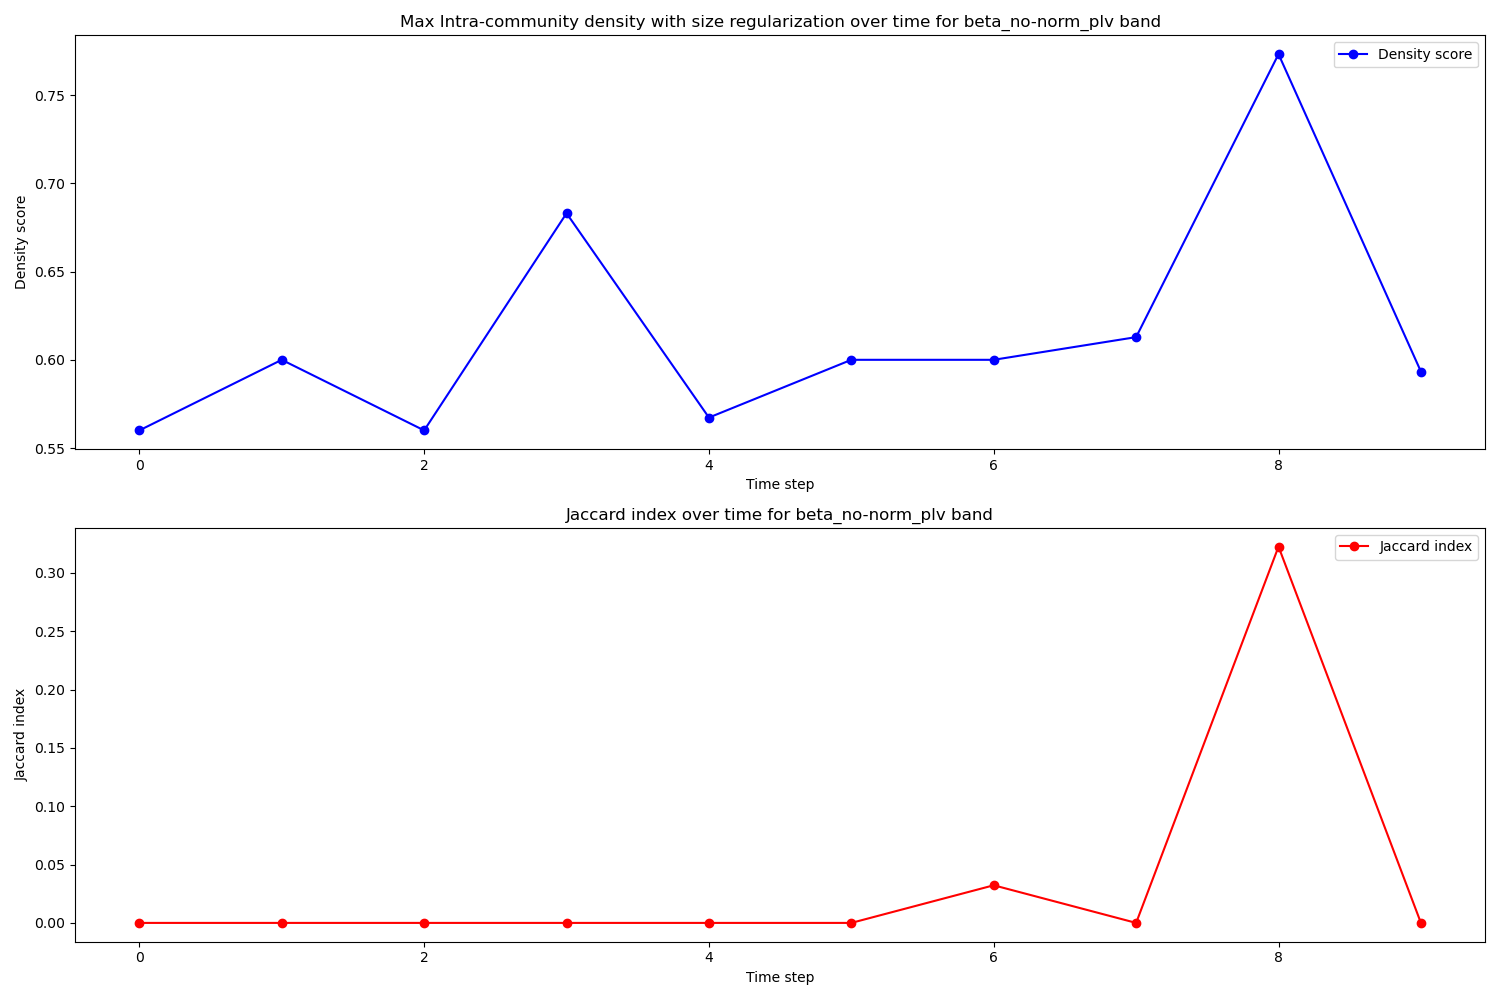 Max Intra-community density with size regularization over time for beta_no-norm_plv band
Density score
0.75
0.70
0.65
0.60
0.55
Density score
0
2
4
6
8
Time step
Jaccard index over time for beta_no-norm_plv band
Jaccard index
0.30
0.25
0.20
0.15
0.10
0.05
0.00
Jaccard index
0
2
4
6
8
Time step